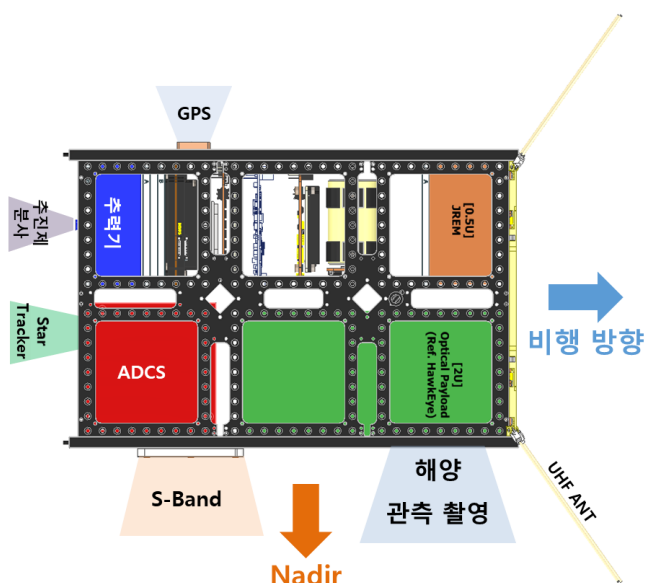 GPS
추진체
분사
추력기
[0.5U]
JREM
Star
Tracker
비행 방향
ADCS
[2U]
Optical Payload
(Ref. HawkEye)
S-Band
해양
관측 촬영
UHF ANT
Nadir